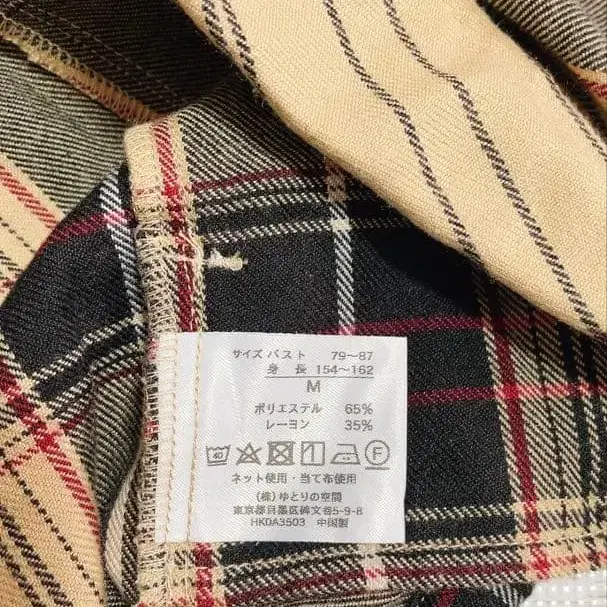 サイズ バスト 79〜87
身 長 154〜162
M
ポリエステル 65%
レーヨン 35%
40 F
ネット使用・当て布使用
(株)ゆとりの空間
東京都目黒区碑文谷5-9-8
HK0A3503 中国製